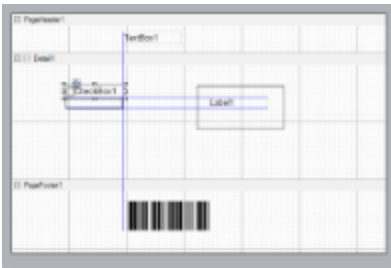 PageHeader1
TextBox1
Detail1
CheckBox1
Label1
PageFooter1